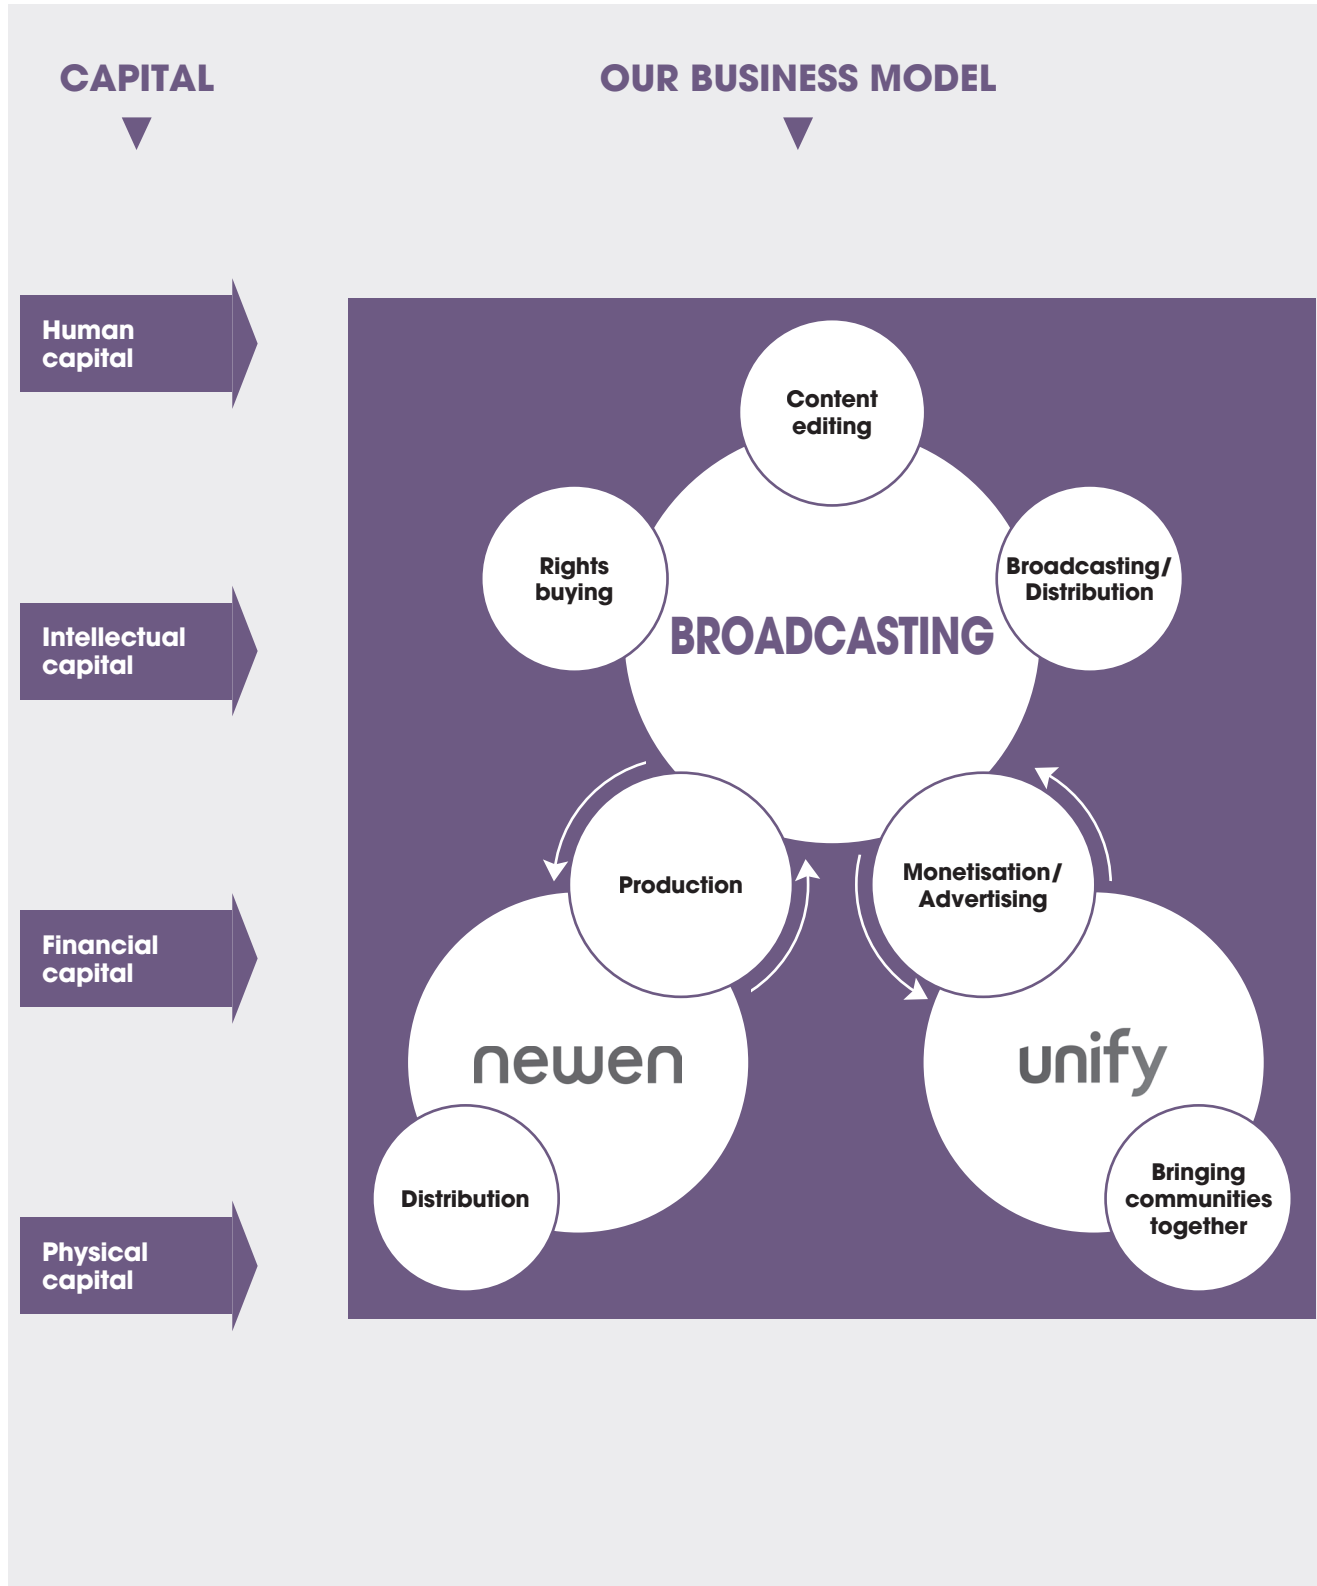 CAPITAL
OUR BUSINESS MODEL
Human
capital
Intellectual
capital
Financial
capital
Physical
capital
Content
editing
Rights
buying
Broadcasting/
Distribution
BROADCASTING
Production
Monetisation/
Advertising
newen
unify
Distribution
Bringing
communities
together